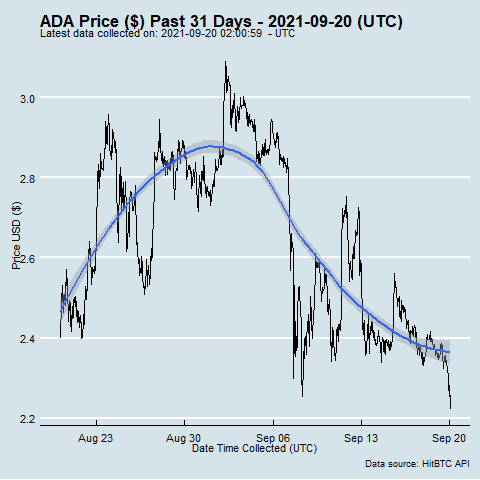 ADA Price ($) Past 31 Days - 2021-09-20 (UTC)
Latest data collected on: 2021-09-20 02:00:59 - UTC
3.0
2.8
2.6
2.4
2.2
Price USD ($)
Aug 23 Aug 30 Sep 06 Sep 13 Sep 20
Date Time Collected (UTC)
Data source: HitBTC API